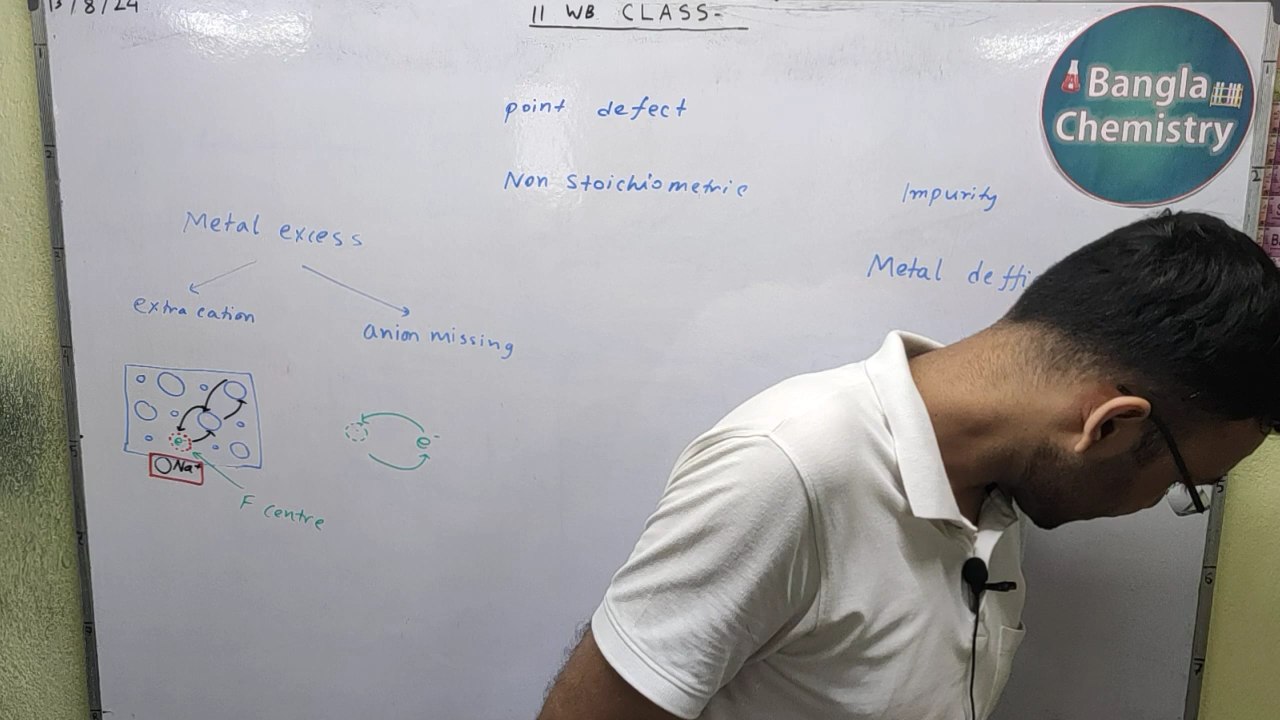 13/8/24
11 WB CLASS-
Bangla
Chemistry
point defect
Non stoichiometric
Impurity
Metal excess
Metal deffi
extra cation
anion missing
e⁻
e⁻
Na⁺
F centre